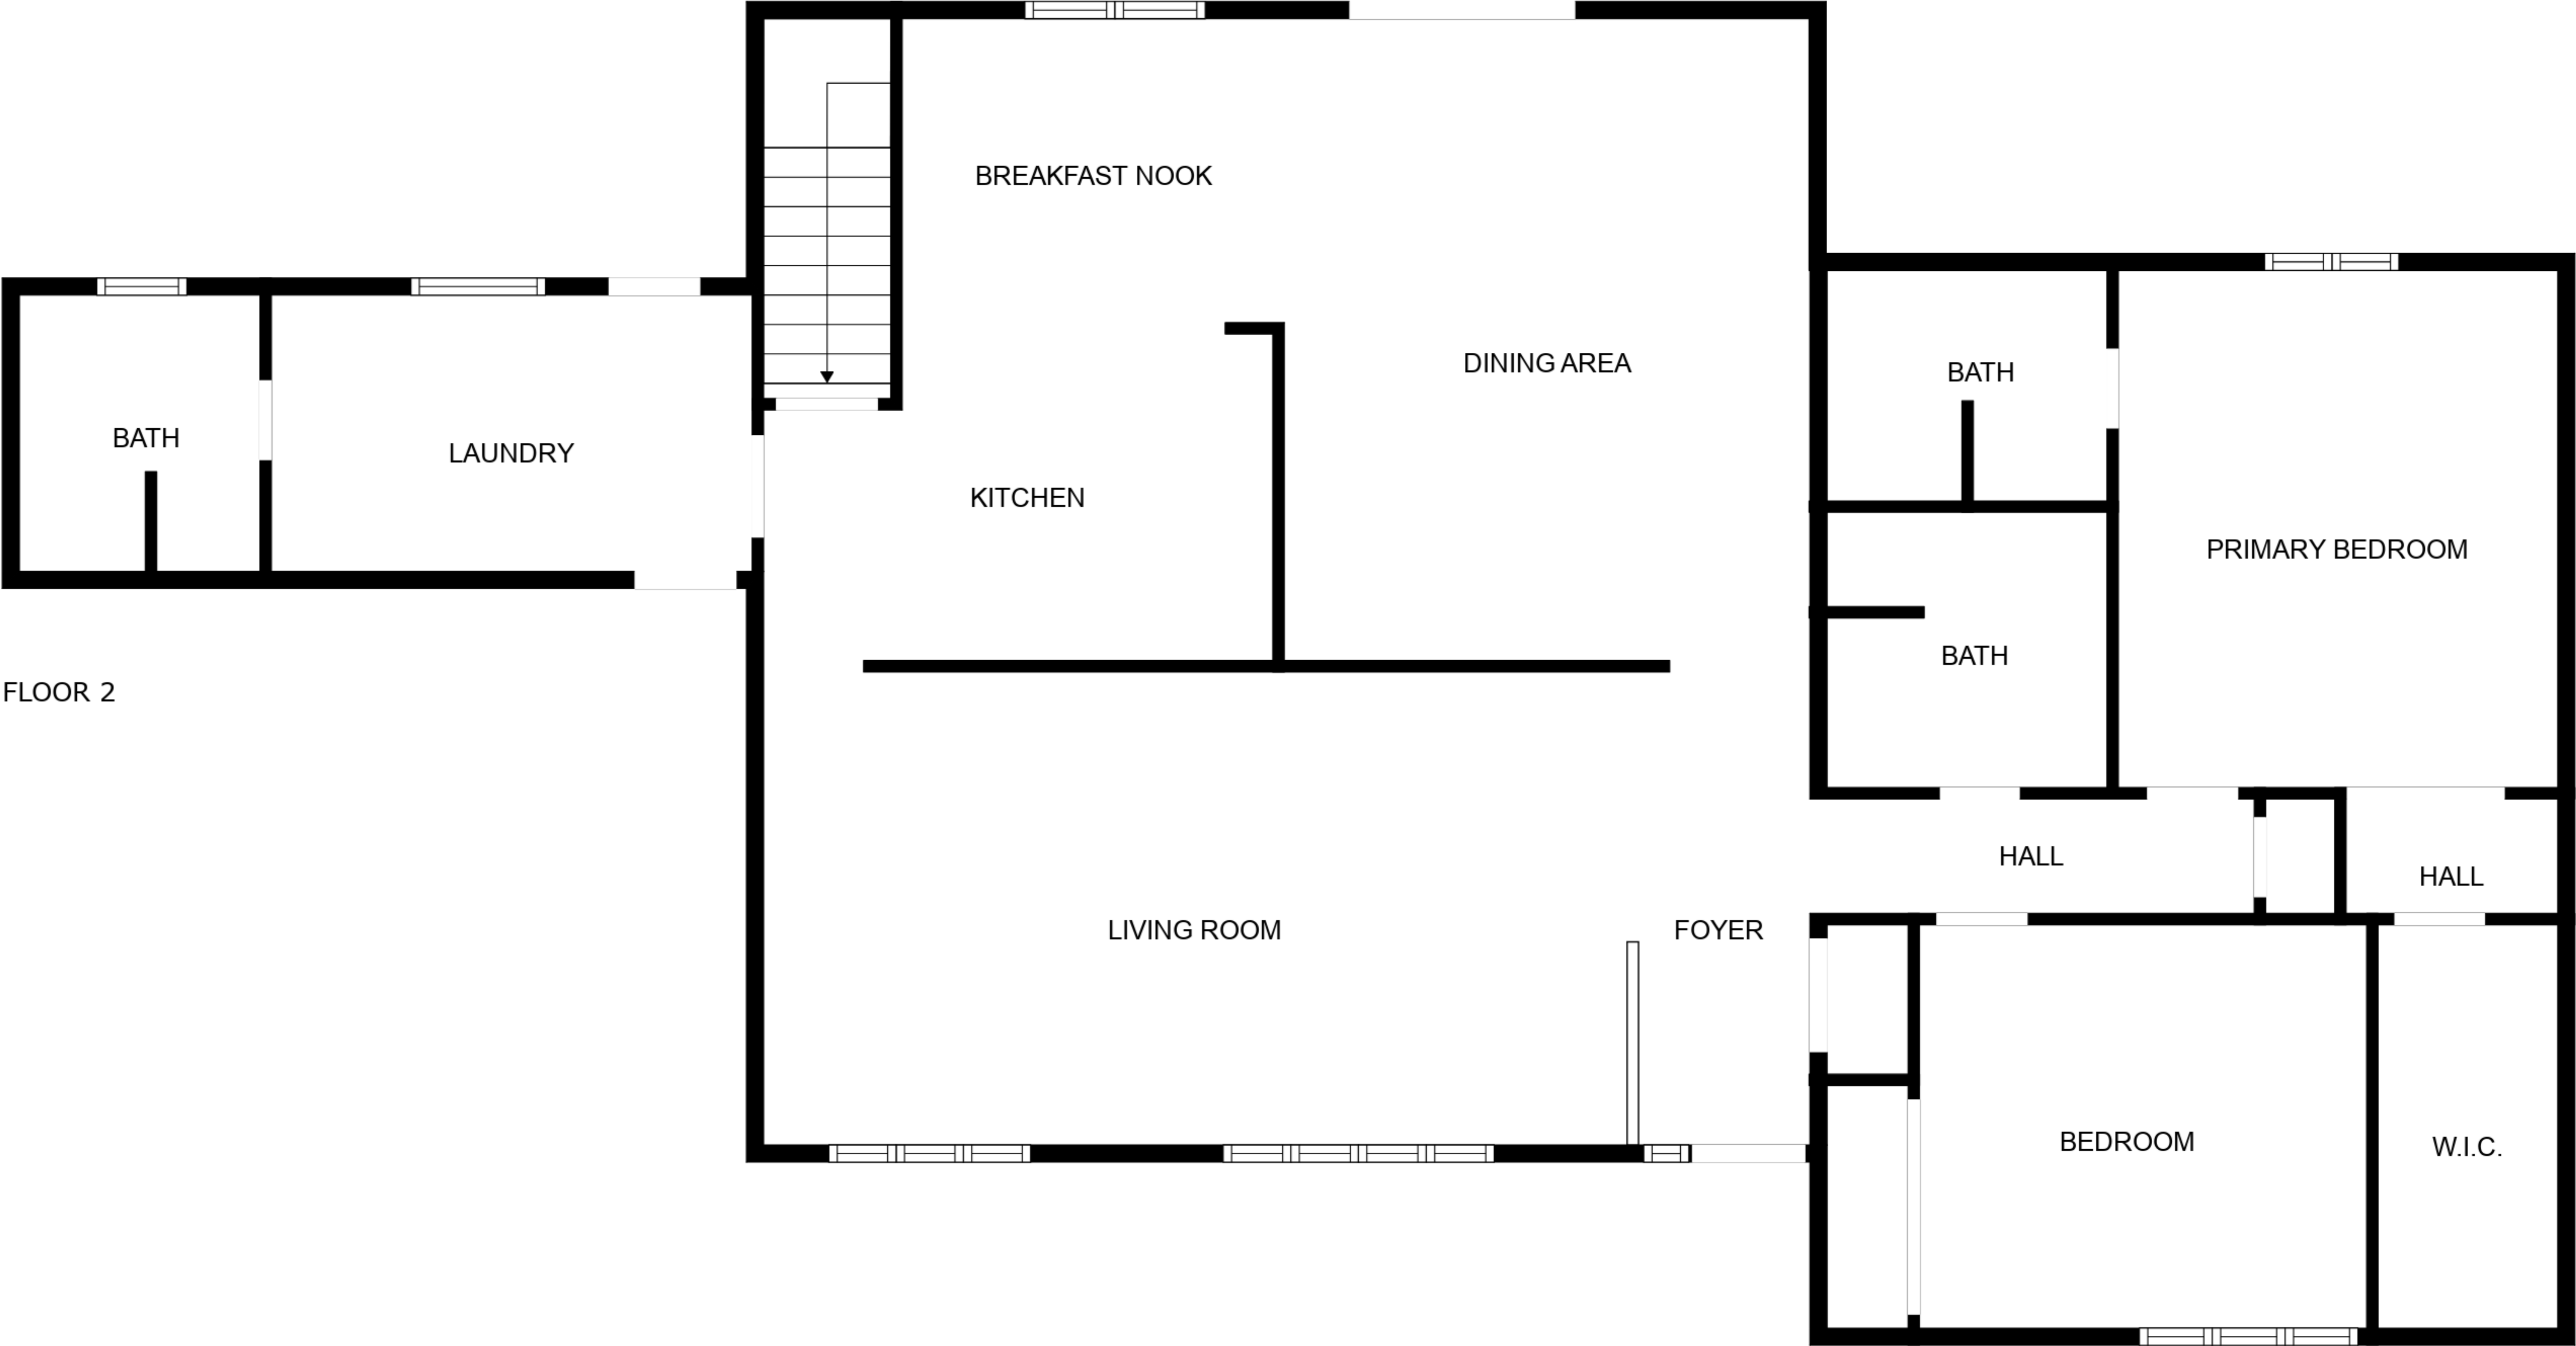 BREAKFAST NOOK
DINING AREA
BATH
BATH
LAUNDRY
KITCHEN
PRIMARY BEDROOM
BATH
FLOOR 2
HALL
HALL
LIVING ROOM
FOYER
BEDROOM
W.I.C.